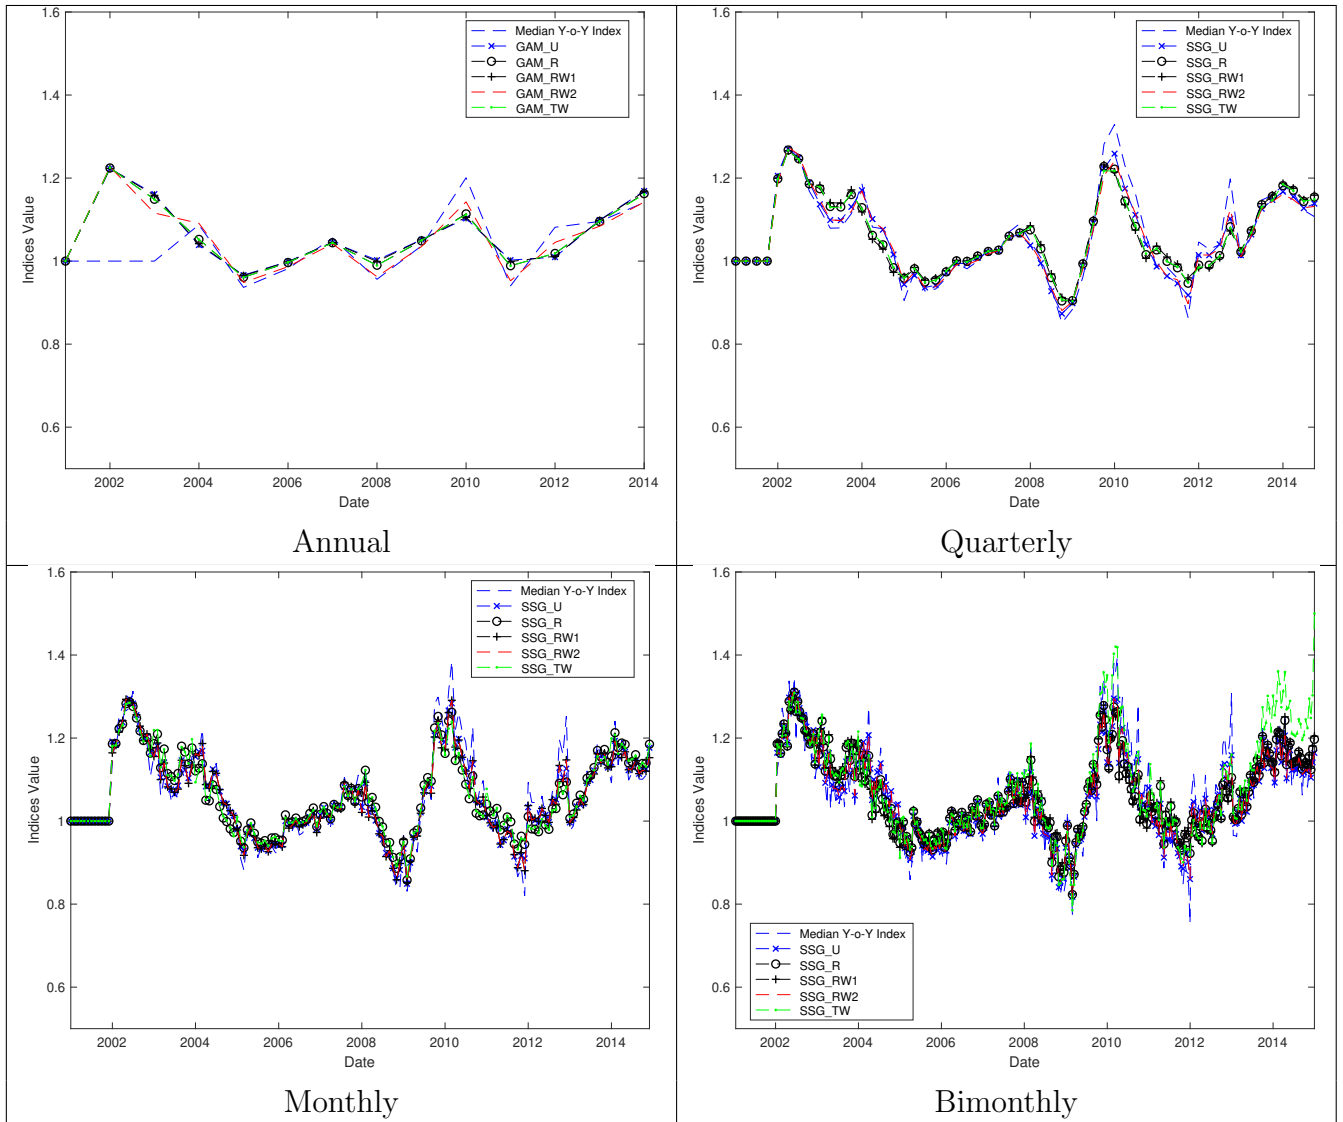 1.6
1.4
1.2
1
0.8
0.6
Indices Value
2002 2004 2006 2008 2010 2012 2014
Date
Median Y-o-Y Index
GAM_U
GAM_R
GAM_RW1
GAM_RW2
GAM_TW
Annual
1.6
1.4
1.2
1
0.8
0.6
Indices Value
2002 2004 2006 2008 2010 2012 2014
Date
Median Y-o-Y Index
SSG_U
SSG_R
SSG_RW1
SSG_RW2
SSG_TW
Quarterly
1.6
1.4
1.2
1
0.8
0.6
Indices Value
2002 2004 2006 2008 2010 2012 2014
Date
Median Y-o-Y Index
SSG_U
SSG_R
SSG_RW1
SSG_RW2
SSG_TW
Monthly
1.6
1.4
1.2
1
0.8
0.6
Indices Value
2002 2004 2006 2008 2010 2012 2014
Date
Median Y-o-Y Index
SSG_U
SSG_R
SSG_RW1
SSG_RW2
SSG_TW
Bimonthly